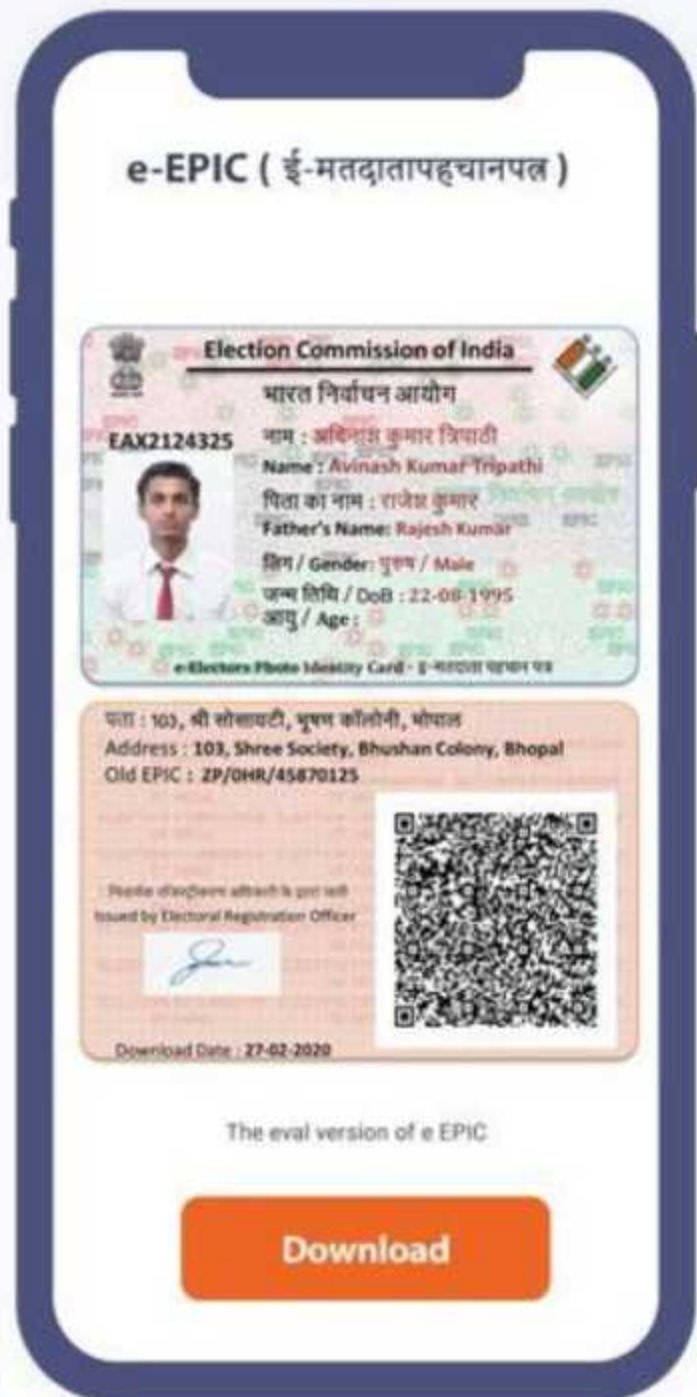 e-EPIC ( ई-मतदातापहचानपत्र )
Election Commission of India
भारत निर्वाचन आयोग
EAX2124325
नाम : अविनाश कुमार त्रिपाठी
Name : Avinash Kumar Tripathi
पिता का नाम : राजेश कुमार
Father's Name: Rajesh Kumar
लिंग / Gender: पुरुष / Male
जन्म तिथि / DoB : 22-08-1995
आयु / Age :
e-Electors Photo Identity Card - ई-मतदाता पहचान पत्र
पता : 103, श्री सोसायटी, भूषण कॉलोनी, भोपाल
Address : 103, Shree Society, Bhushan Colony, Bhopal
Old EPIC : ZP/0HR/45870125
के द्वारा जारी
Issued by Electoral Registration Officer
Download Date : 27-02-2020
The eval version of e EPIC
Download